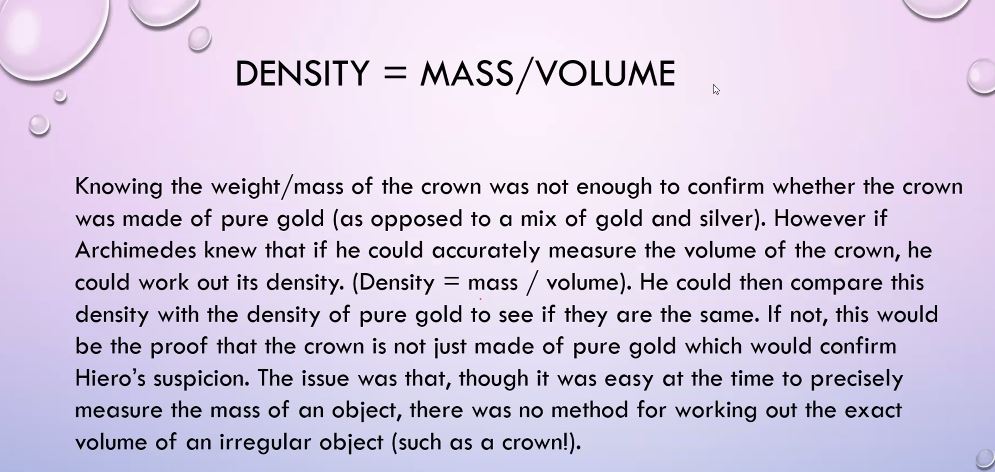 DENSITY = MASS/VOLUME
Knowing the weight/mass of the crown was not enough to confirm whether the crown
was made of pure gold (as opposed to a mix of gold and silver). However if
Archimedes knew that if he could accurately measure the volume of the crown, he
could work out its density. (Density = mass / volume). He could then compare this
density with the density of pure gold to see if they are the same. If not, this would
be the proof that the crown is not just made of pure gold which would confirm
Hiero’s suspicion. The issue was that, though it was easy at the time to precisely
measure the mass of an object, there was no method for working out the exact
volume of an irregular object (such as a crown!).